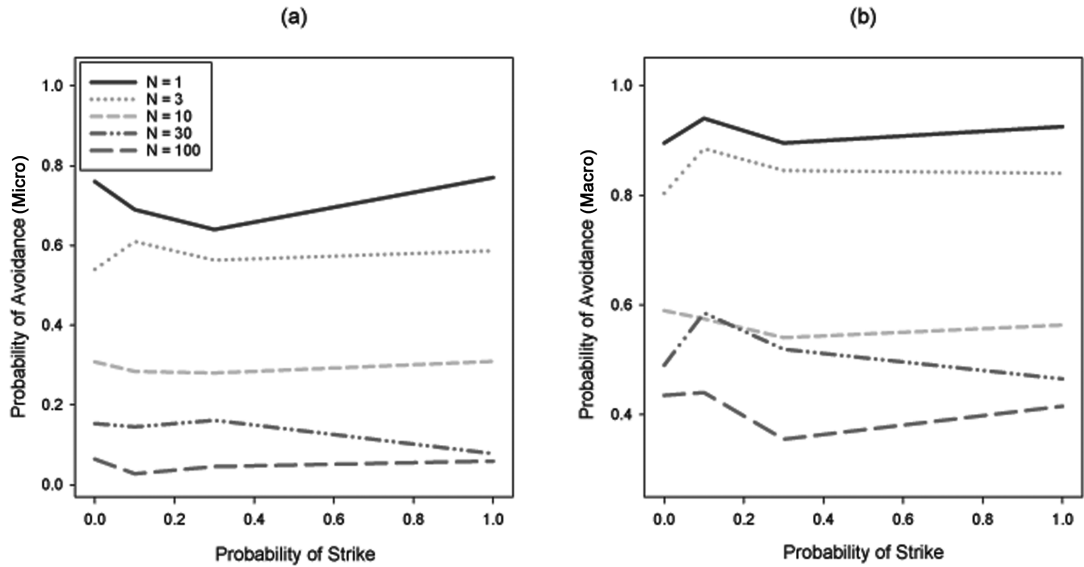 (a)
1.0
0.8
0.6
0.4
0.2
0.0
Probability of Avoidance (Micro)
N = 1
N = 3
N = 10
N = 30
N = 100
0.0 0.2 0.4 0.6 0.8 1.0
Probability of Strike
(b)
1.0
0.8
0.6
0.4
Probability of Avoidance (Macro)
0.0 0.2 0.4 0.6 0.8 1.0
Probability of Strike